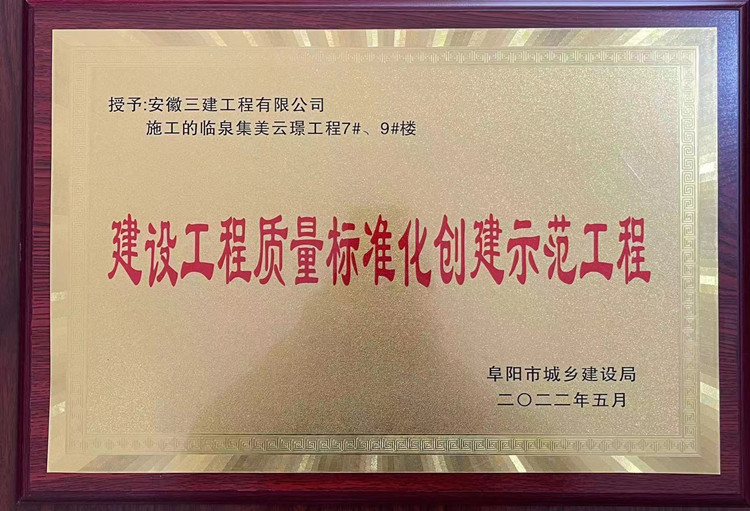 授予:安徽三建工程有限公司
施工的临泉集美云璟工程7#、9#楼
建设工程质量标准化创建示范工程
阜阳市城乡建设局
二〇二二年五月